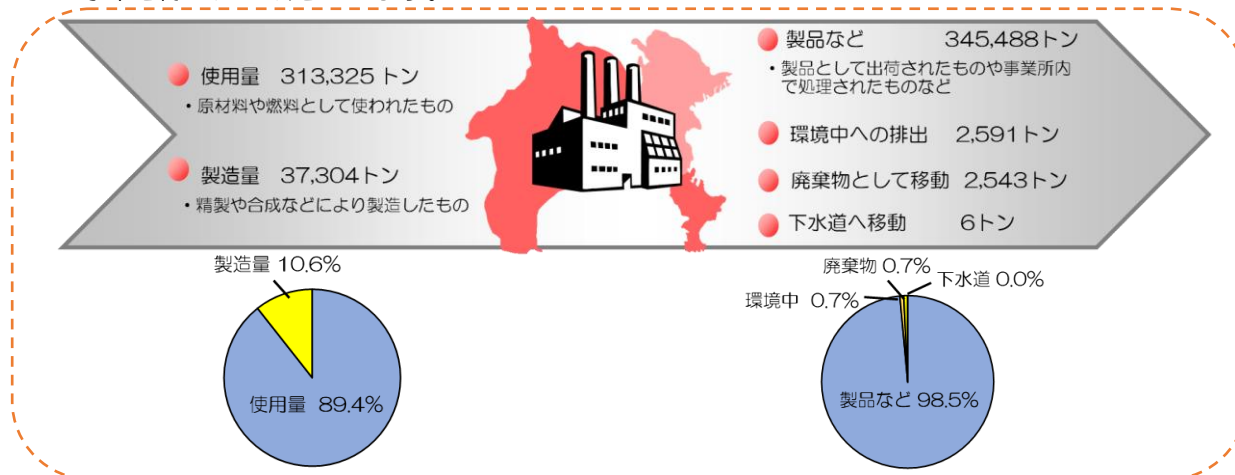 使用量 313,325 トン
・原材料や燃料として使われたもの
製造量 37,304トン
・精製や合成などにより製造したもの
製品など 345,488トン
・製品として出荷されたものや事業所内
で処理されたものなど
環境中への排出 2,591トン
廃棄物として移動 2,543トン
下水道へ移動 6トン
製造量 10.6%
使用量 89.4%
廃棄物 0.7%
下水道 0.0%
環境中 0.7%
製品など 98.5%